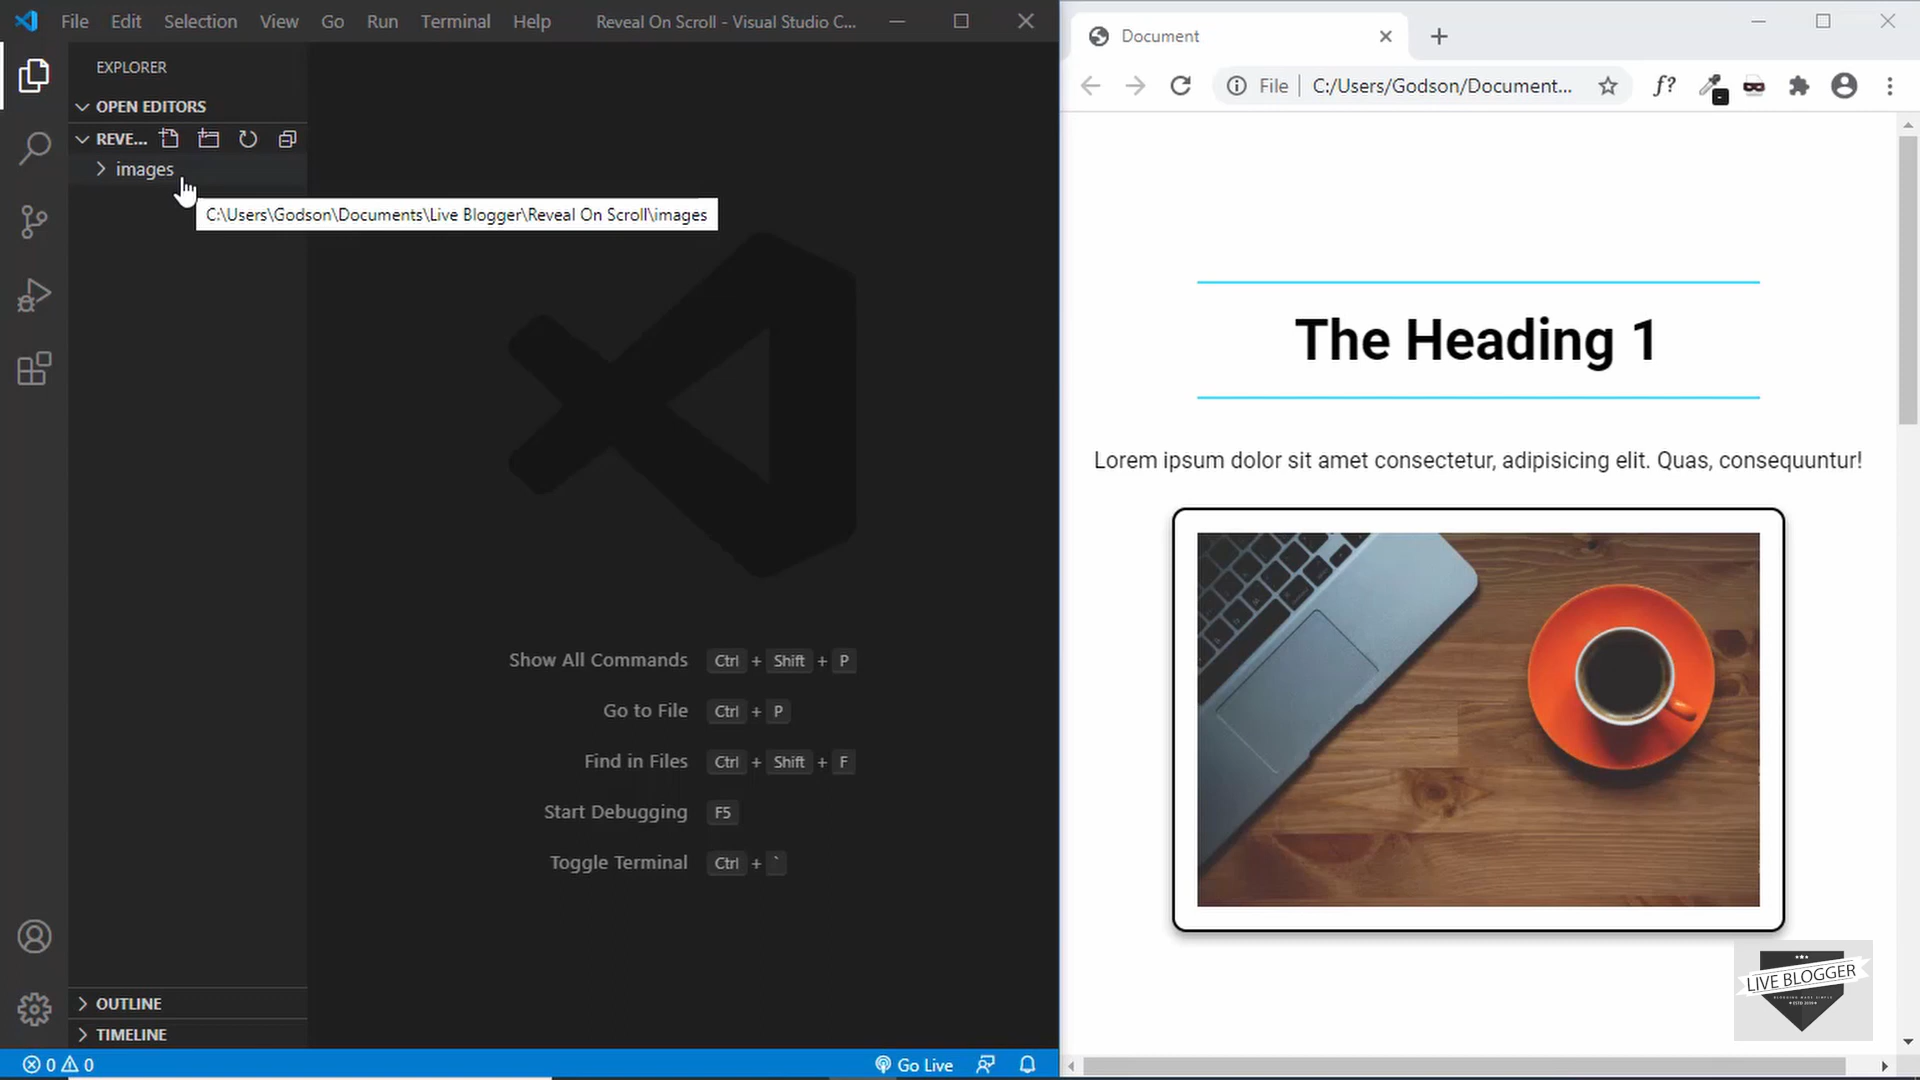 File Edit Selection View Go Run Terminal Help Reveal On Scroll - Visual Studio C...
EXPLORER
OPEN EDITORS
REVE...
images
C:\Users\Godson\Documents\Live Blogger\Reveal On Scroll\images
Show All Commands Ctrl + Shift + P
Go to File Ctrl + P
Find in Files Ctrl + Shift + F
Start Debugging F5
Toggle Terminal Ctrl + `
OUTLINE
TIMELINE
0 0 Go Live
Document
File C:/Users/Godson/Document... f?
The Heading 1
Lorem ipsum dolor sit amet consectetur, adipisicing elit. Quas, consequuntur!
LIVE BLOGGER